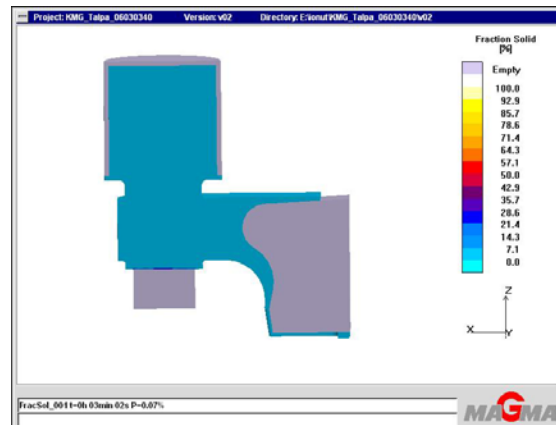 Project: KMG_Talpa_06030340 Version: v02 Directory: E:\ionut\KMG_Talpa_06030340\v02
Fraction Solid
[%]
Empty
100.0
92.9
85.7
78.6
71.4
64.3
57.1
50.0
42.9
35.7
28.6
21.4
14.3
7.1
0.0
Z
X
Y
FracSol_001 t=0h 03min 02s P=0.07%
MAGMA